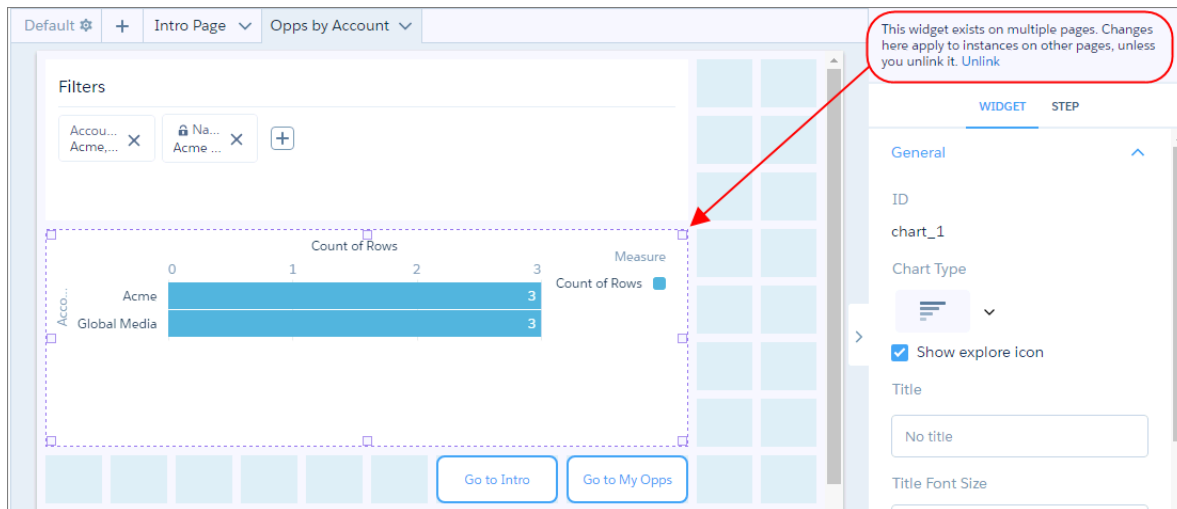 Default
+
Intro Page
Opps by Account
This widget exists on multiple pages. Changes
here apply to instances on other pages, unless
you unlink it. Unlink
Filters
Accou...
Acme,...
Na...
Acme ...
WIDGET STEP
General
ID
chart_1
Chart Type
Show explore icon
Title
No title
Title Font Size
Count of Rows
Measure
Count of Rows
0 1 2 3
Acco...
Acme 3
Global Media 3
Go to Intro
Go to My Opps